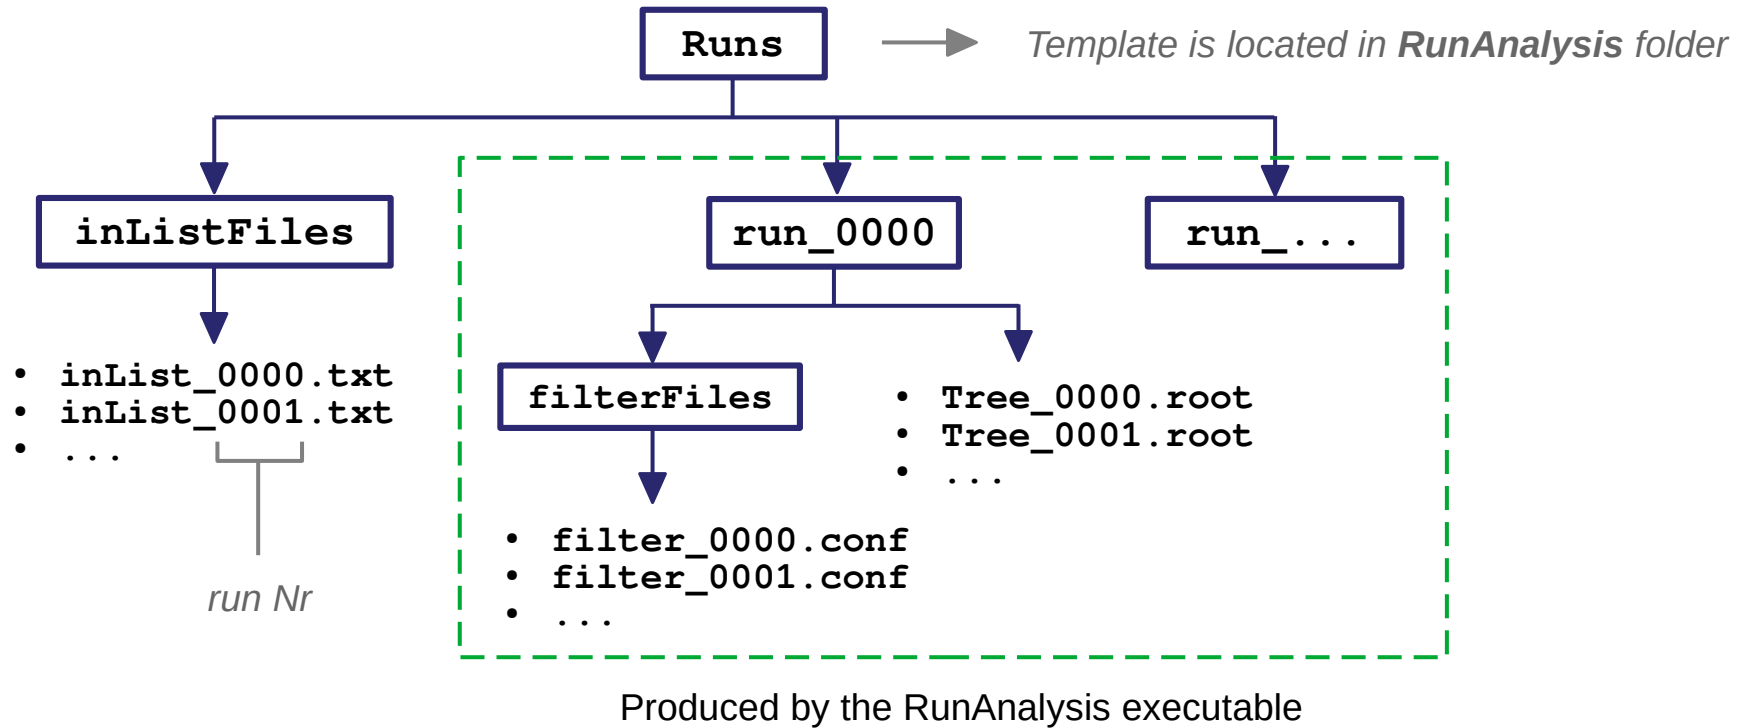 Runs
Template is located in RunAnalysis folder
inListFiles
run_0000
run_...
• inList_0000.txt
• inList_0001.txt
• ...
run Nr
filterFiles
• Tree_0000.root
• Tree_0001.root
• ...
• filter_0000.conf
• filter_0001.conf
• ...
Produced by the RunAnalysis executable